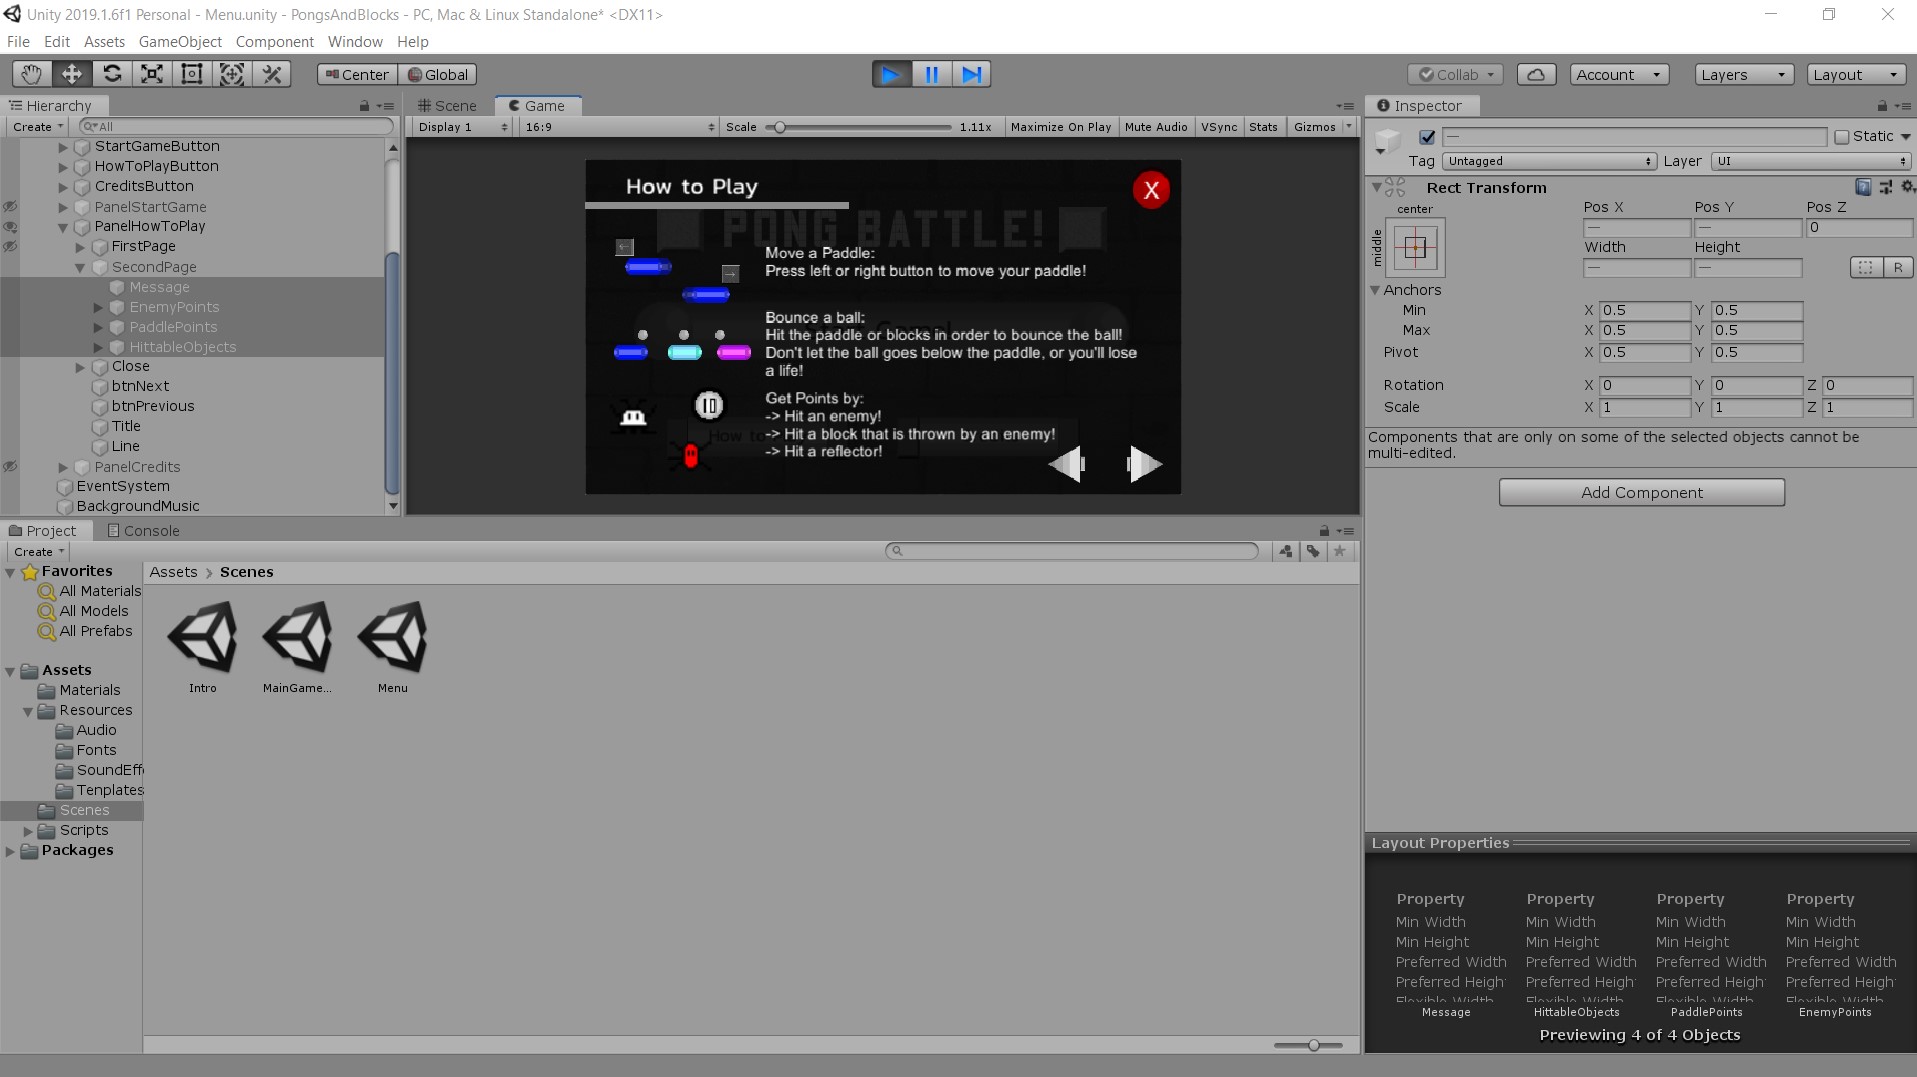 Unity 2019.1.6f1 Personal - Menu.unity - PongsAndBlocks - PC, Mac & Linux Standalone* <DX11>
File Edit Assets GameObject Component Window Help
Center Global Collab Account Layers Layout
Hierarchy
Create All
StartGameButton
HowToPlayButton
CreditsButton
PanelStartGame
PanelHowToPlay
FirstPage
SecondPage
Message
EnemyPoints
PaddlePoints
HittableObjects
Close
btnNext
btnPrevious
Title
Line
PanelCredits
EventSystem
BackgroundMusic
Scene Game
Display 1 16:9 Scale 1.11x Maximize On Play Mute Audio VSync Stats Gizmos
How to Play X
PONG BATTLE!
Move a Paddle:
Press left or right button to move your paddle!
Bounce a ball:
Hit the paddle or blocks in order to bounce the ball!
Don't let the ball goes below the paddle, or you'll lose
a life!
Get Points by:
-> Hit an enemy!
-> Hit a block that is thrown by an enemy!
-> Hit a reflector!
Inspector
— Static
Tag Untagged Layer UI
Rect Transform
center
middle
Pos X Pos Y Pos Z
— — 0
Width Height
— —
R
Anchors
Min X 0.5 Y 0.5
Max X 0.5 Y 0.5
Pivot X 0.5 Y 0.5
Rotation X 0 Y 0 Z 0
Scale X 1 Y 1 Z 1
Components that are only on some of the selected objects cannot be
multi-edited.
Add Component
Project Console
Create
Favorites
All Materials
All Models
All Prefabs
Assets
Materials
Resources
Audio
Fonts
SoundEff
Tenplates
Scenes
Scripts
Packages
Assets > Scenes
Intro MainGame... Menu
Layout Properties
Property Property Property Property
Min Width Min Width Min Width Min Width
Min Height Min Height Min Height Min Height
Preferred Width Preferred Width Preferred Width Preferred Width
Preferred Heigh Preferred Heigh Preferred Heigh Preferred Heigh
Flexible Width Flexible Width Flexible Width Flexible Width
Message HittableObjects PaddlePoints EnemyPoints
Previewing 4 of 4 Objects